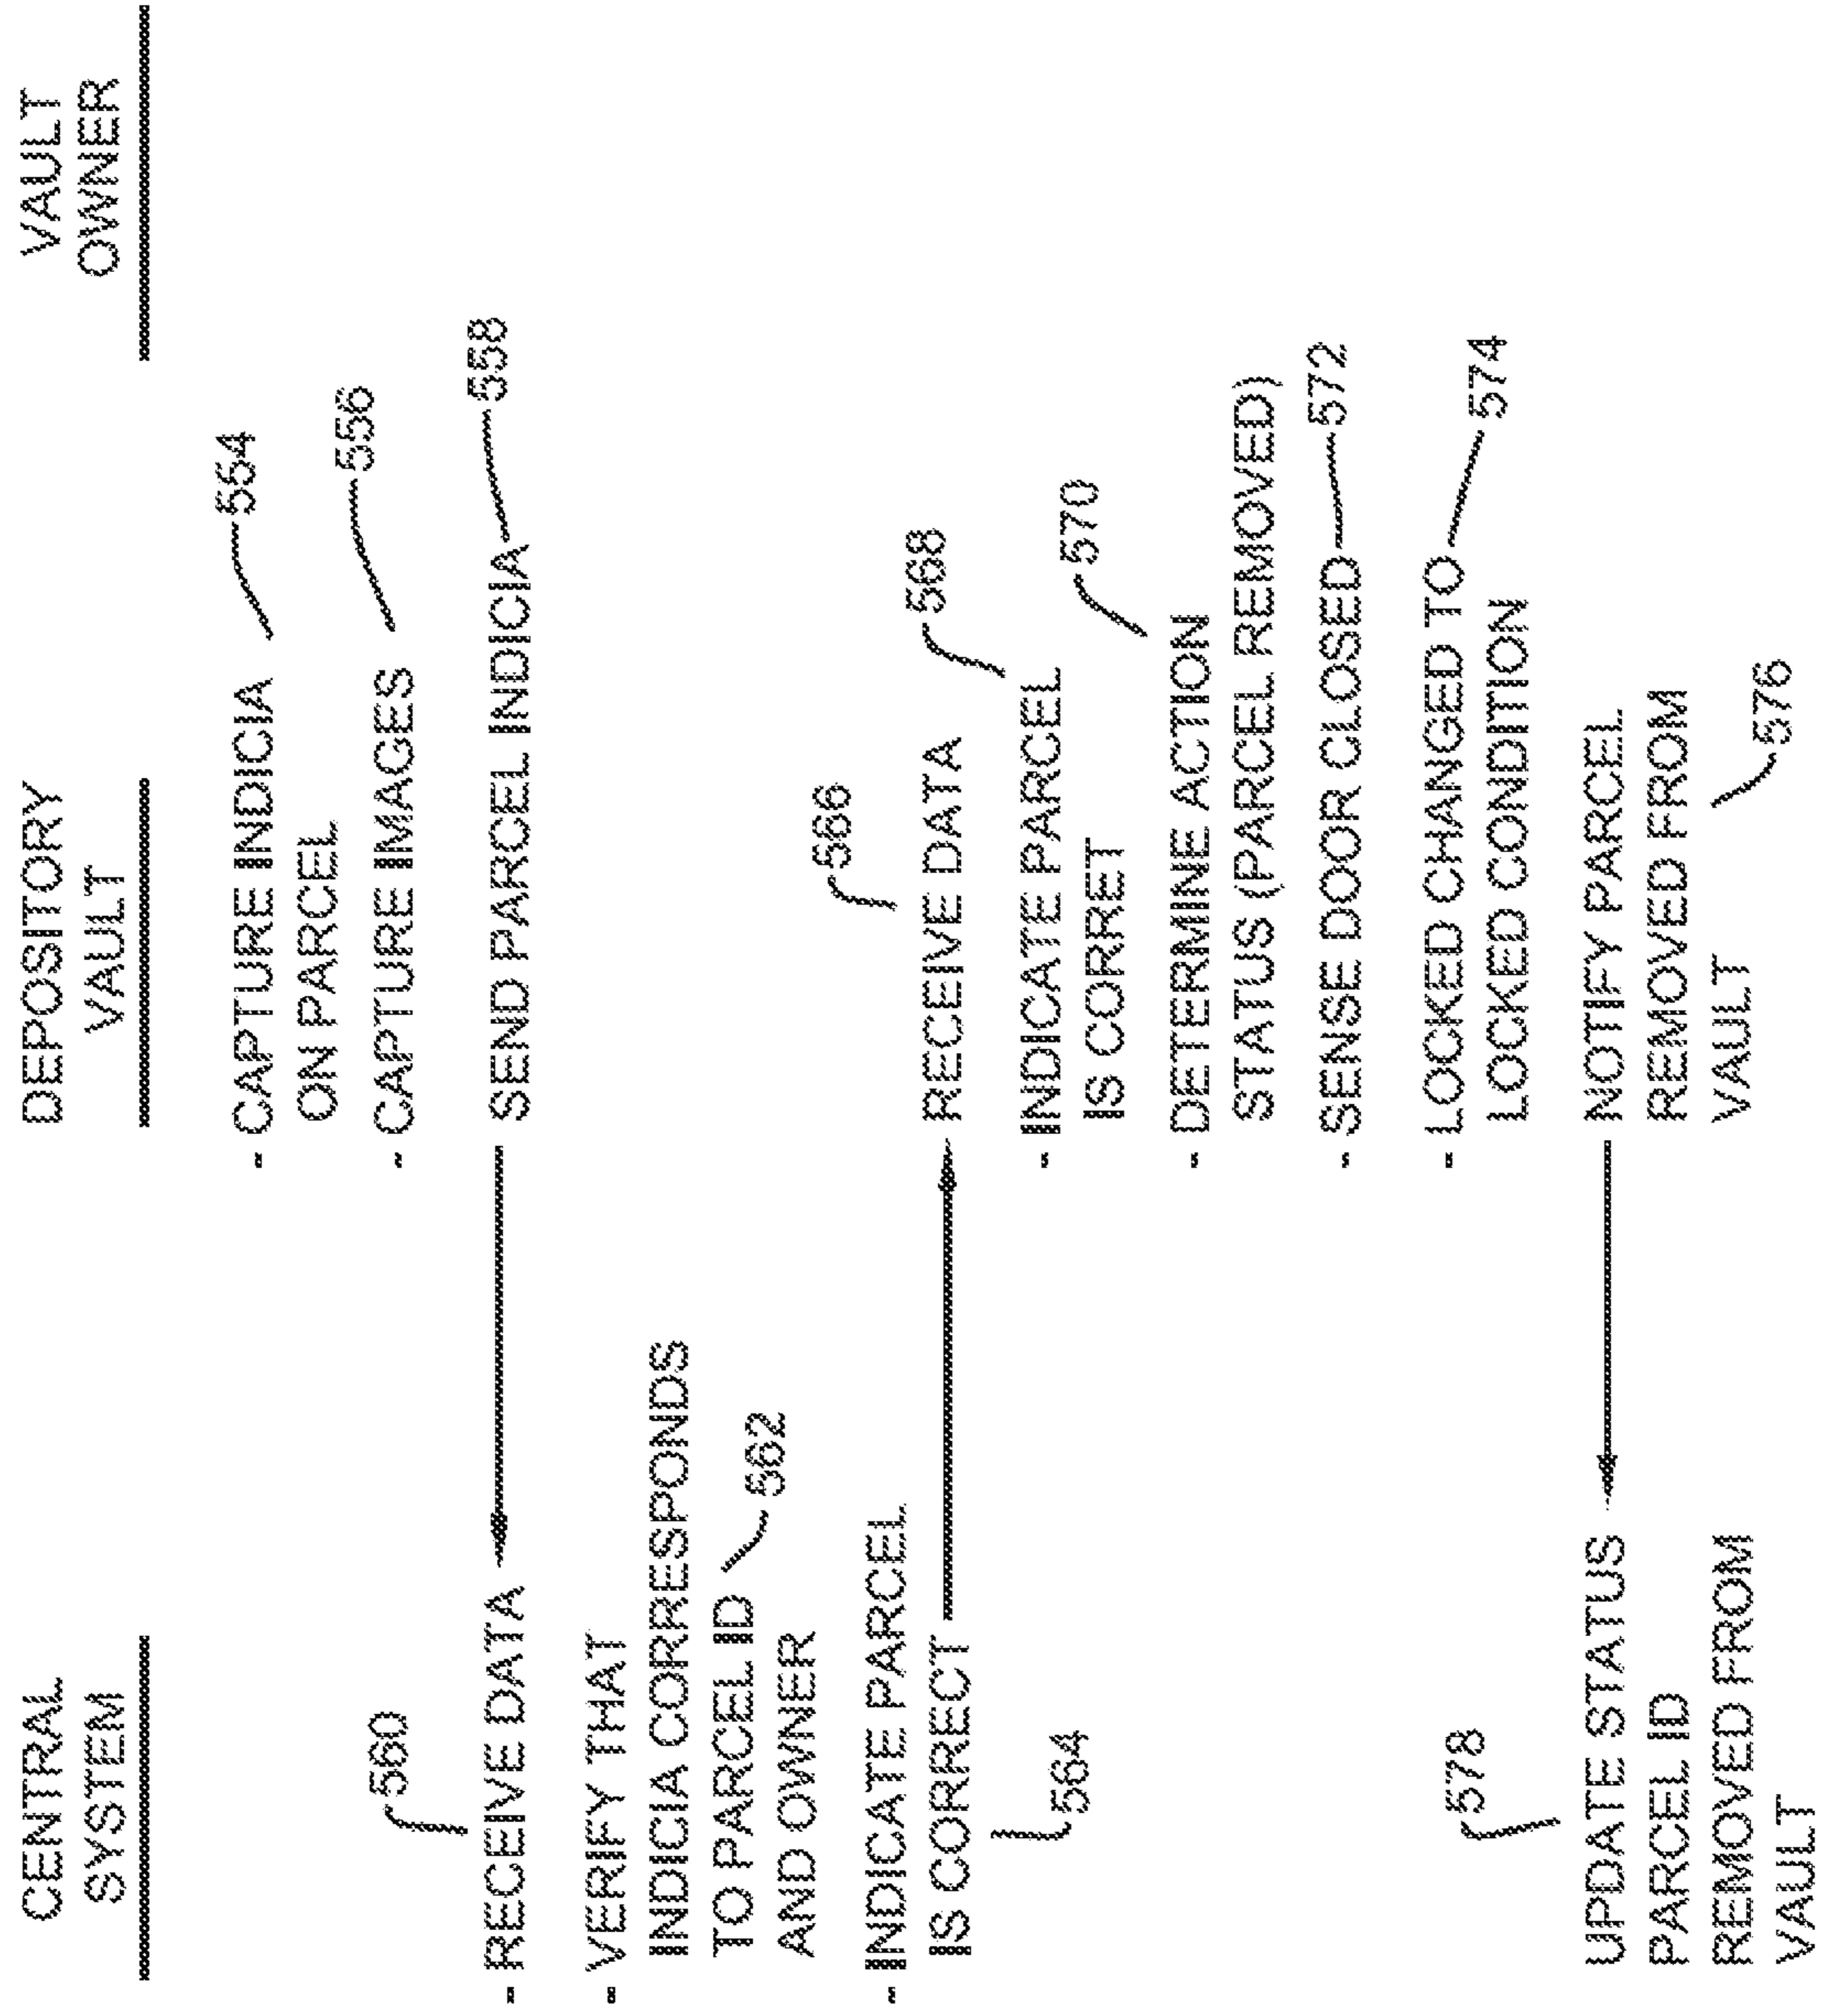 CENTRAL
SYSTEM
DEPOSITORY
VAULT
VAULT
OWNER
- CAPTURE INDICIA
ON PARCEL
554
- CAPTURE IMAGES
556
SEND PARCEL INDICIA
558
560
- RECEIVE DATA
- VERIFY THAT
INDICIA CORRESPONDS
TO PARCEL ID
AND OWNER
562
- INDICATE PARCEL
IS CORRECT
564
566
RECEIVE DATA
- INDICATE PARCEL
IS CORRET
568
- DETERMINE ACTION
STATUS (PARCEL REMOVED)
570
- SENSE DOOR CLOSED
572
- LOCKED CHANGED TO
LOCKED CONDITION
574
NOTIFY PARCEL
REMOVED FROM
VAULT
576
578
UPDATE STATUS
PARCEL ID
REMOVED FROM
VAULT